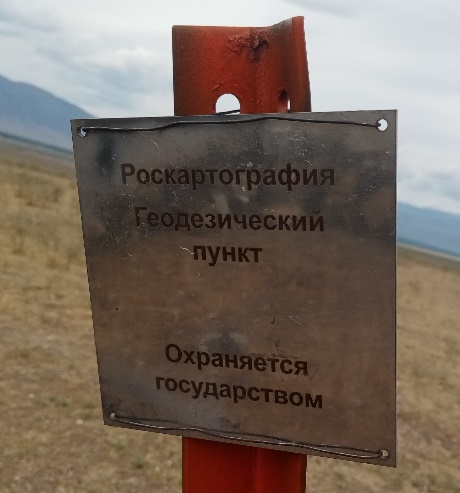 Роскартография
Геодезический
пункт
Охраняется
государством